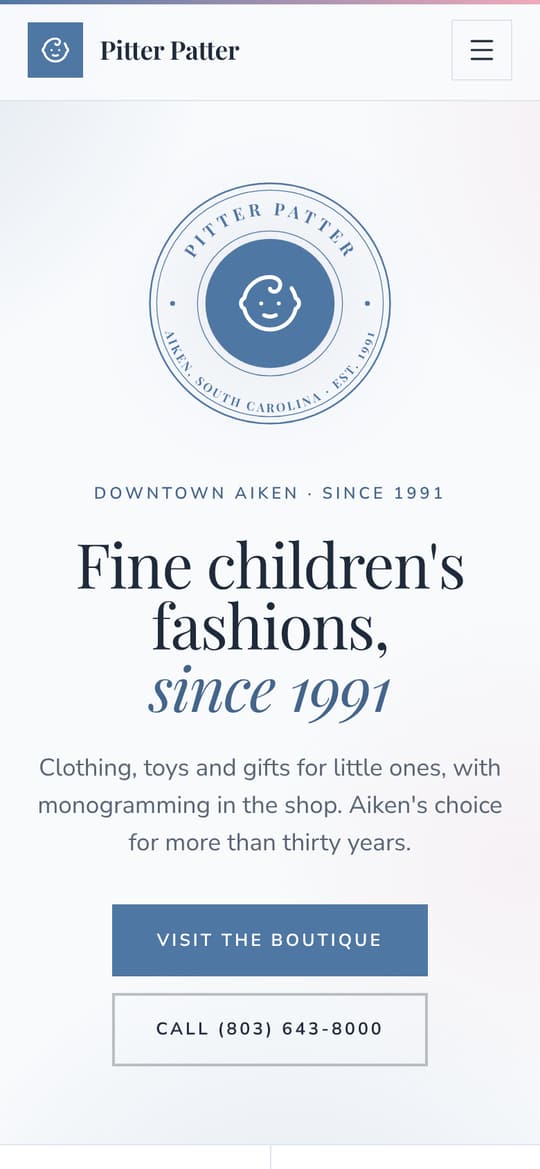 Pitter Patter
PITTER PATTER
AIKEN, SOUTH CAROLINA · EST. 1991
DOWNTOWN AIKEN · SINCE 1991
Fine children's
fashions,
since 1991
Clothing, toys and gifts for little ones, with
monogramming in the shop. Aiken's choice
for more than thirty years.
VISIT THE BOUTIQUE
CALL (803) 643-8000